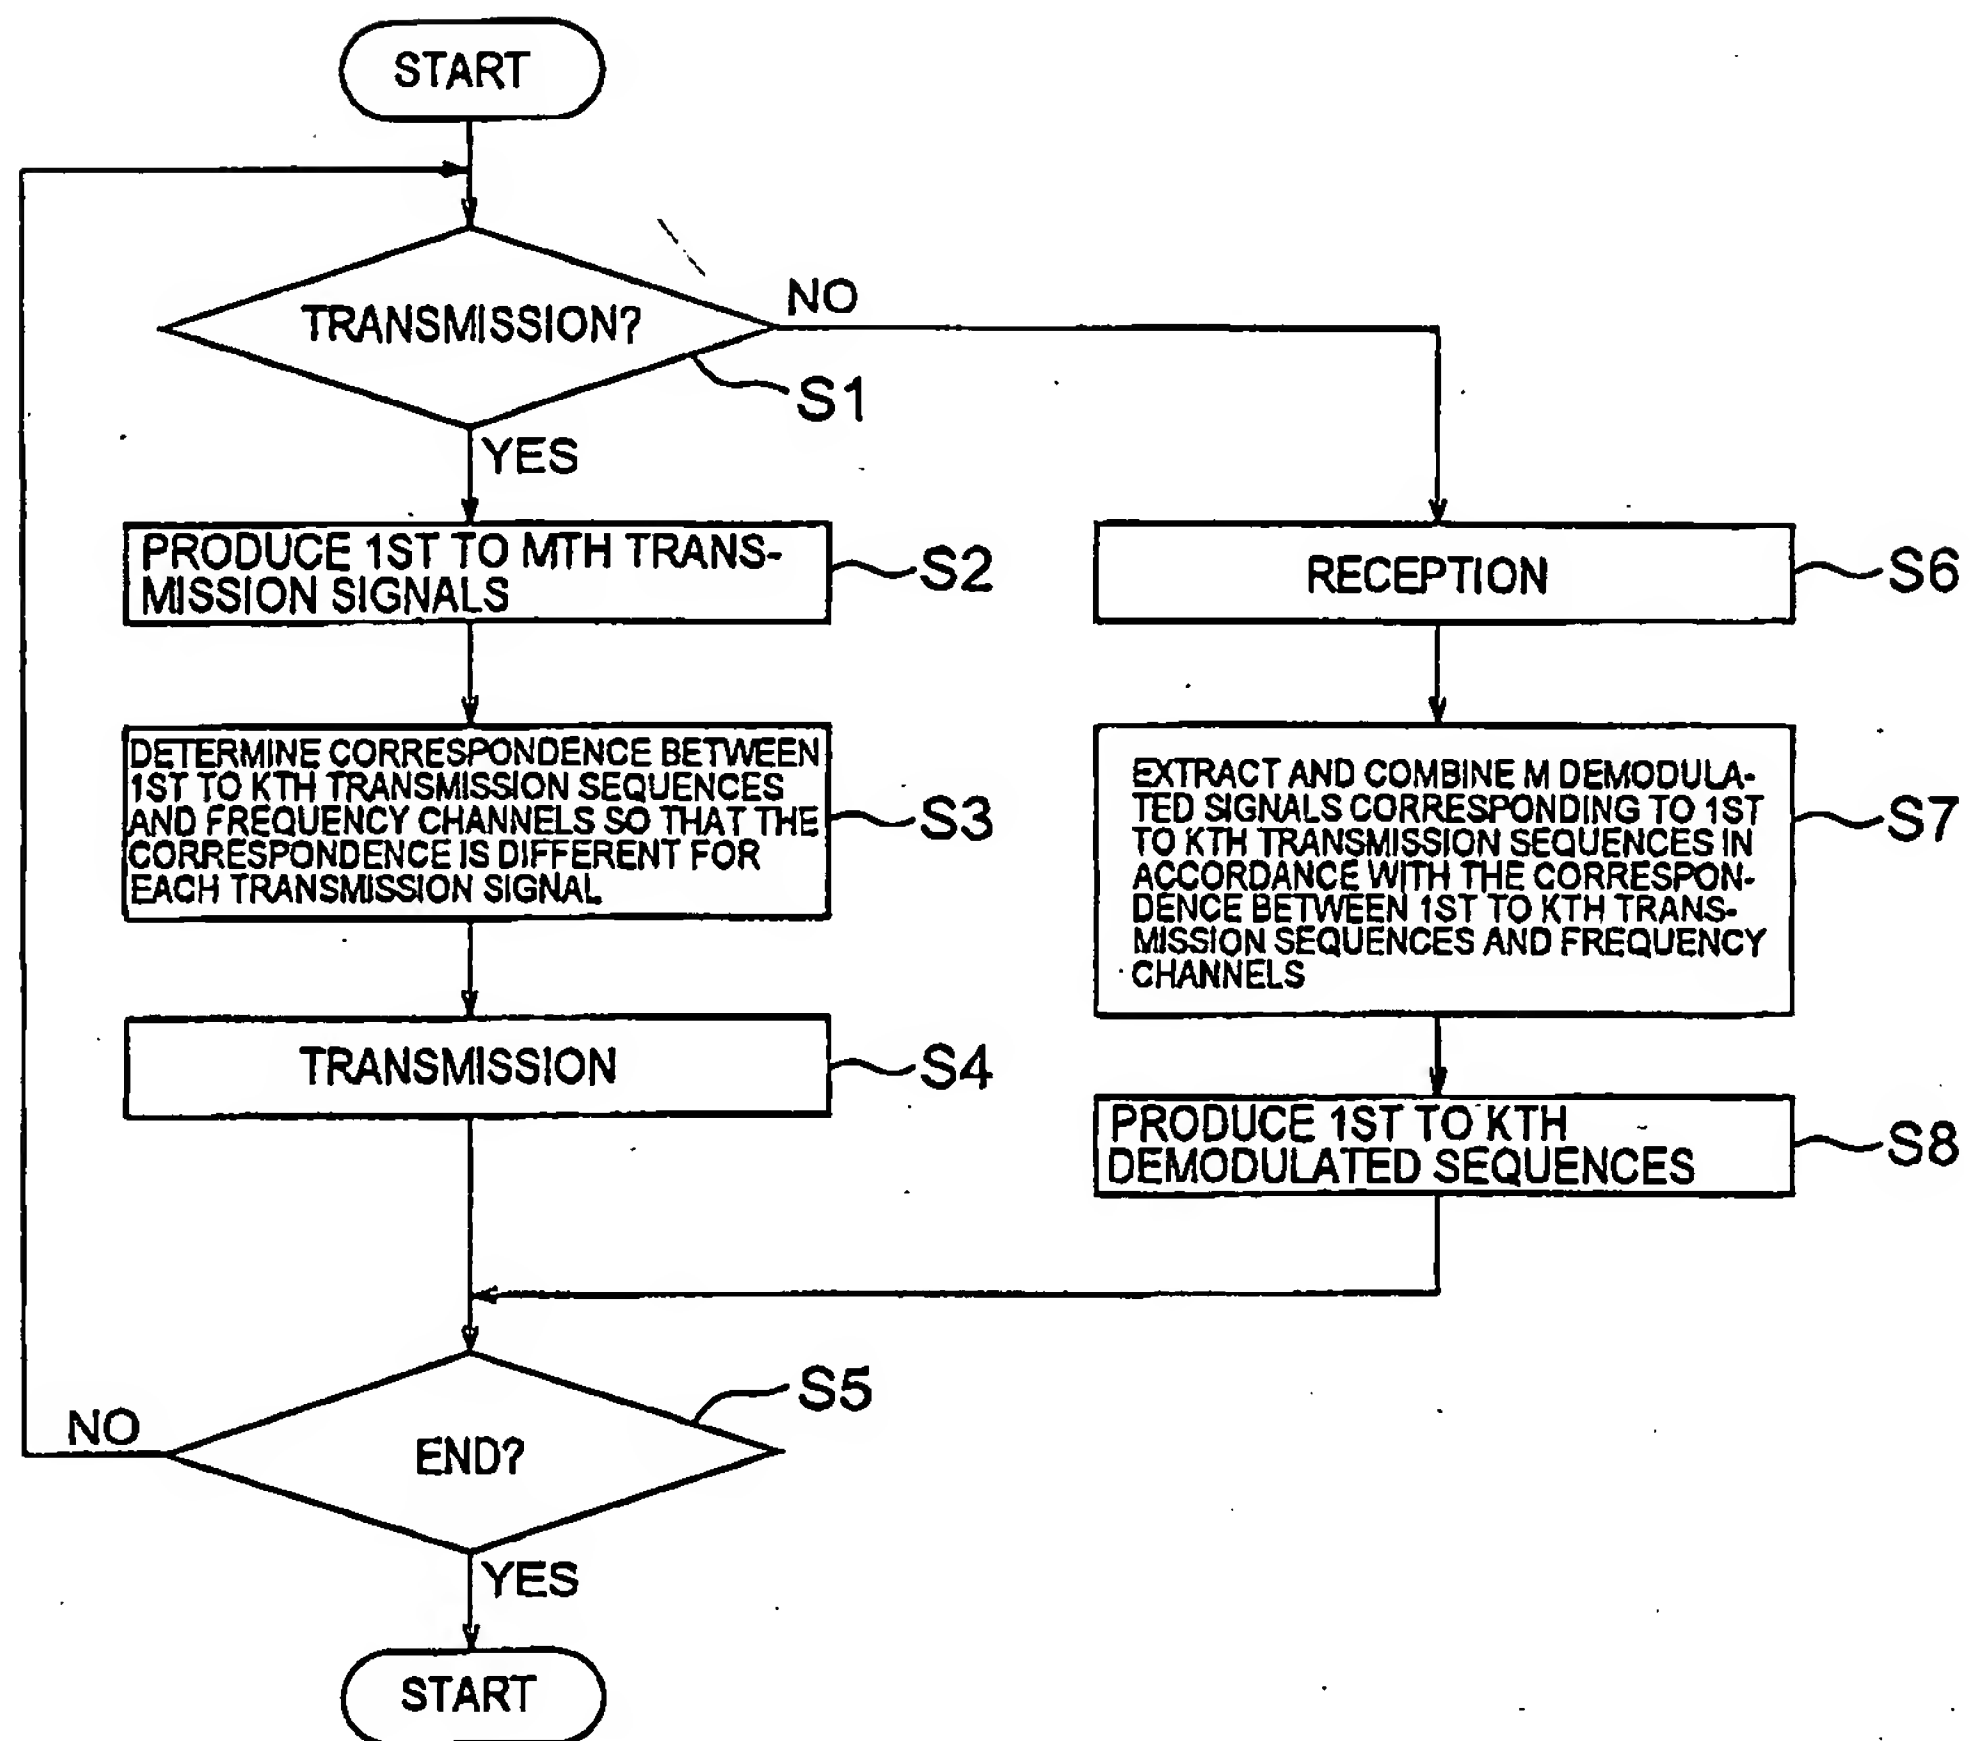 START
TRANSMISSION?
NO
S1
YES
PRODUCE 1ST TO MTH TRANS-
MISSION SIGNALS
S2
DETERMINE CORRESPONDENCE BETWEEN
1ST TO KTH TRANSMISSION SEQUENCES
AND FREQUENCY CHANNELS SO THAT THE
CORRESPONDENCE IS DIFFERENT FOR
EACH TRANSMISSION SIGNAL
S3
TRANSMISSION
S4
RECEPTION
S6
EXTRACT AND COMBINE M DEMODULA-
TED SIGNALS CORRESPONDING TO 1ST
TO KTH TRANSMISSION SEQUENCES IN
ACCORDANCE WITH THE CORRESPON-
DENCE BETWEEN 1ST TO KTH TRANS-
MISSION SEQUENCES AND FREQUENCY
CHANNELS
S7
PRODUCE 1ST TO KTH
DEMODULATED SEQUENCES
S8
S5
NO
END?
YES
START